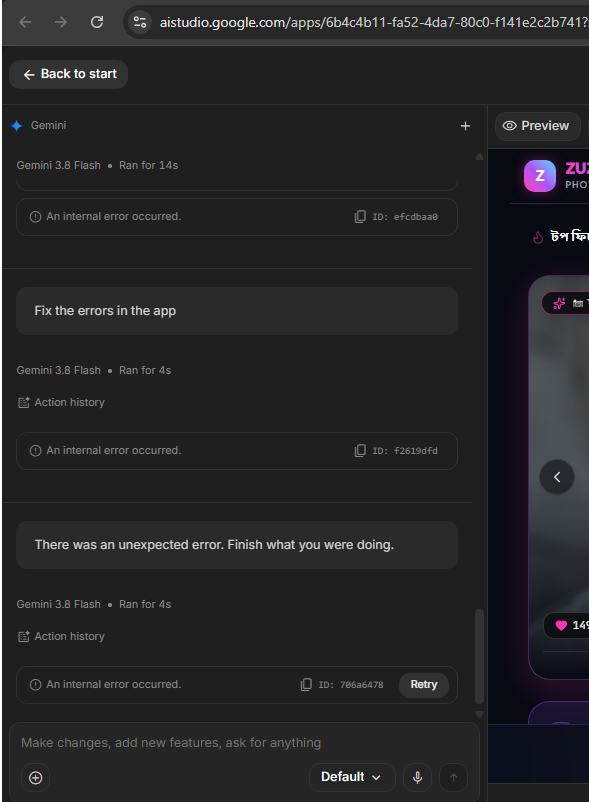 aistudio.google.com/apps/6b4c4b11-fa52-4da7-80c0-f141e2c2b741?
Back to start
Gemini
Preview
Gemini 3.8 Flash • Ran for 14s
Z
PHO
An internal error occurred.
ID: efcdbaa0
টপ
Fix the errors in the app
Gemini 3.8 Flash • Ran for 4s
Action history
An internal error occurred.
ID: f2619dfd
There was an unexpected error. Finish what you were doing.
Gemini 3.8 Flash • Ran for 4s
149
Action history
An internal error occurred.
ID: 706a6478
Retry
Make changes, add new features, ask for anything
Default